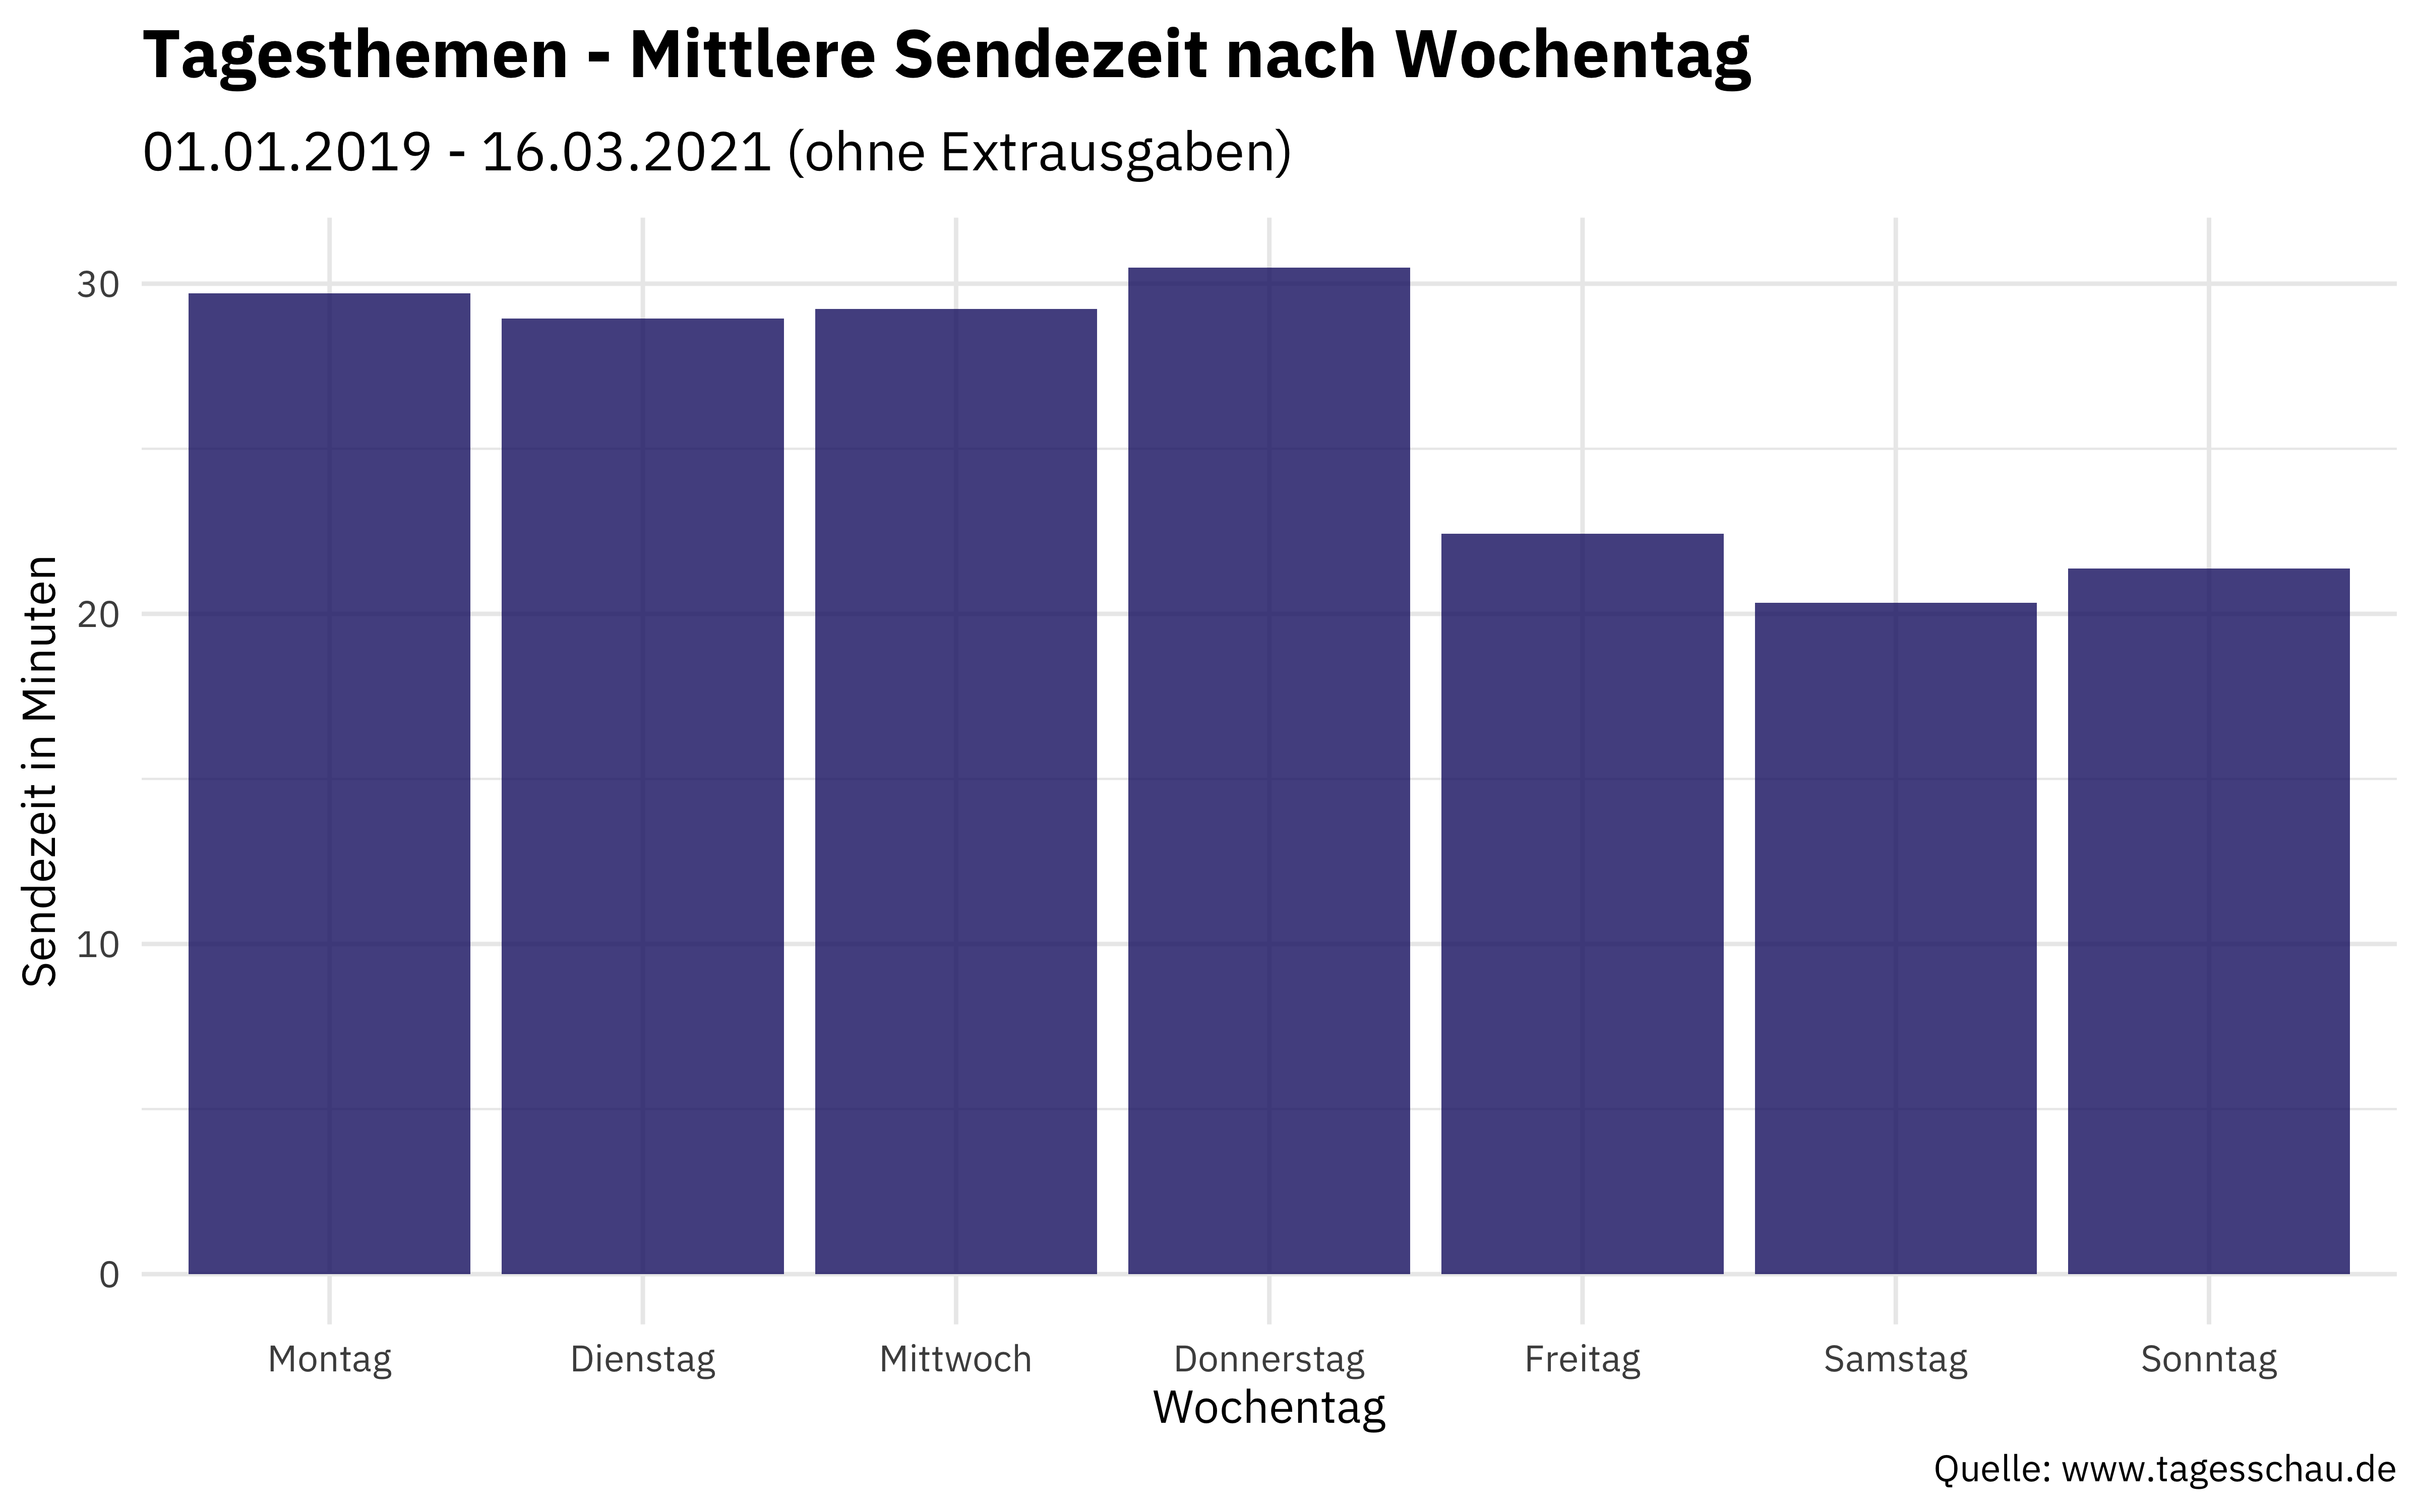 Tagesthemen - Mittlere Sendezeit nach Wochentag
01.01.2019 - 16.03.2021 (ohne Extrausgaben)
Sendezeit in Minuten
30
20
10
0
Montag Dienstag Mittwoch Donnerstag Freitag Samstag Sonntag
Wochentag
Quelle: www.tagesschau.de